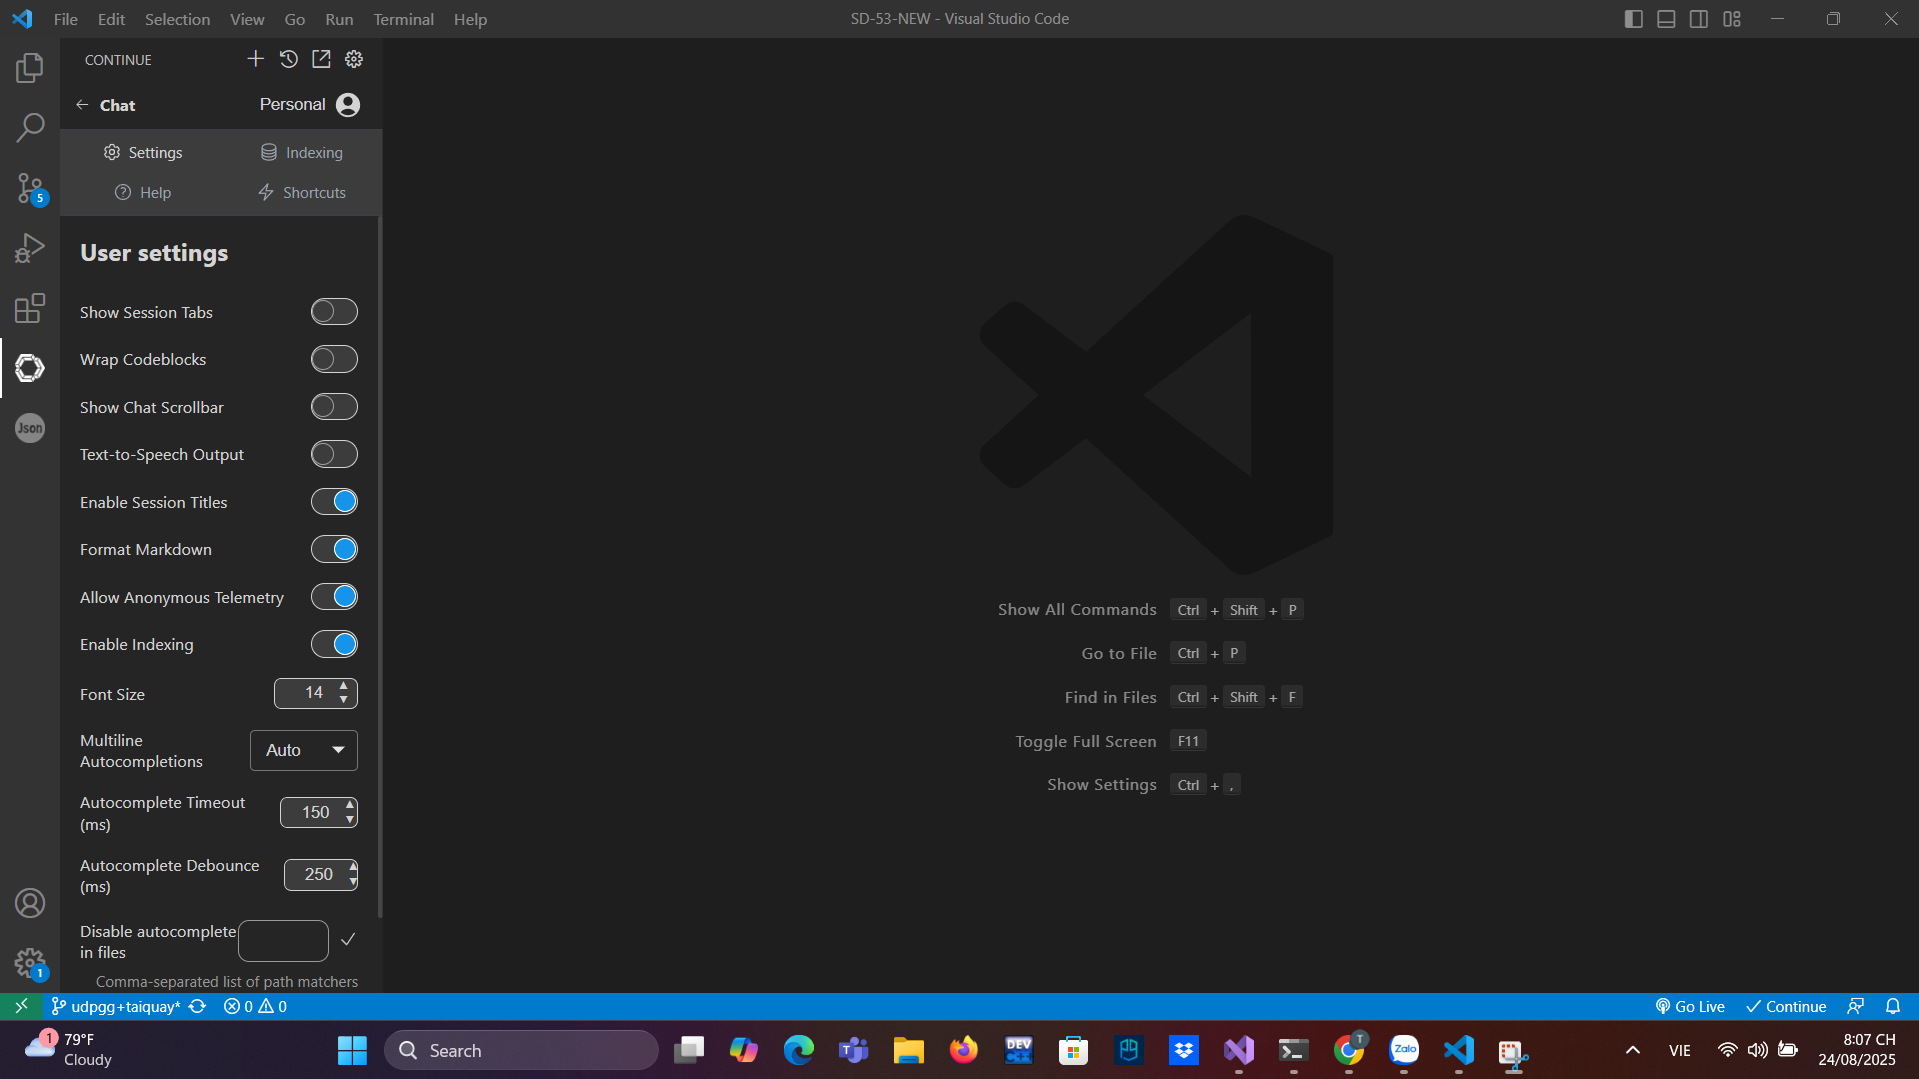 File Edit Selection View Go Run Terminal Help
SD-53-NEW - Visual Studio Code
CONTINUE
Chat
Personal
Settings
Indexing
Help
Shortcuts
User settings
Show Session Tabs
Wrap Codeblocks
Show Chat Scrollbar
Text-to-Speech Output
Enable Session Titles
Format Markdown
Allow Anonymous Telemetry
Enable Indexing
Font Size 14
Multiline
Autocompletions
Auto
Autocomplete Timeout
(ms)
150
Autocomplete Debounce
(ms)
250
Disable autocomplete
in files
Comma-separated list of path matchers
5
Json
1
Show All Commands Ctrl + Shift + P
Go to File Ctrl + P
Find in Files Ctrl + Shift + F
Toggle Full Screen F11
Show Settings Ctrl + ,
udpgg+taiquay* 0 0
Go Live
Continue
1
79°F
Cloudy
Search
DEV
C++
T
Zalo
VIE
8:07 CH
24/08/2025